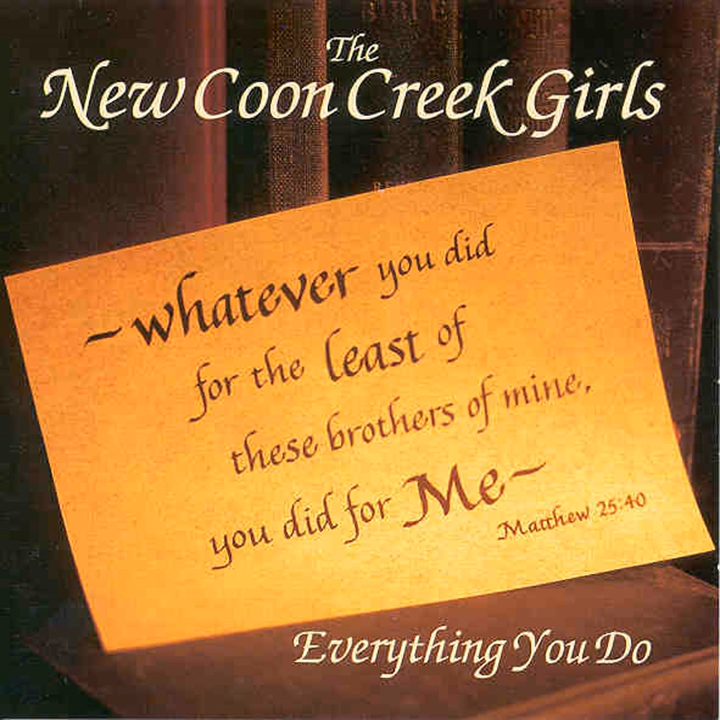 The
New Coon Creek Girls
BIBLE
~whatever you did
for the least of
these brothers of mine,
you did for Me~
Matthew 25:40
Everything You Do